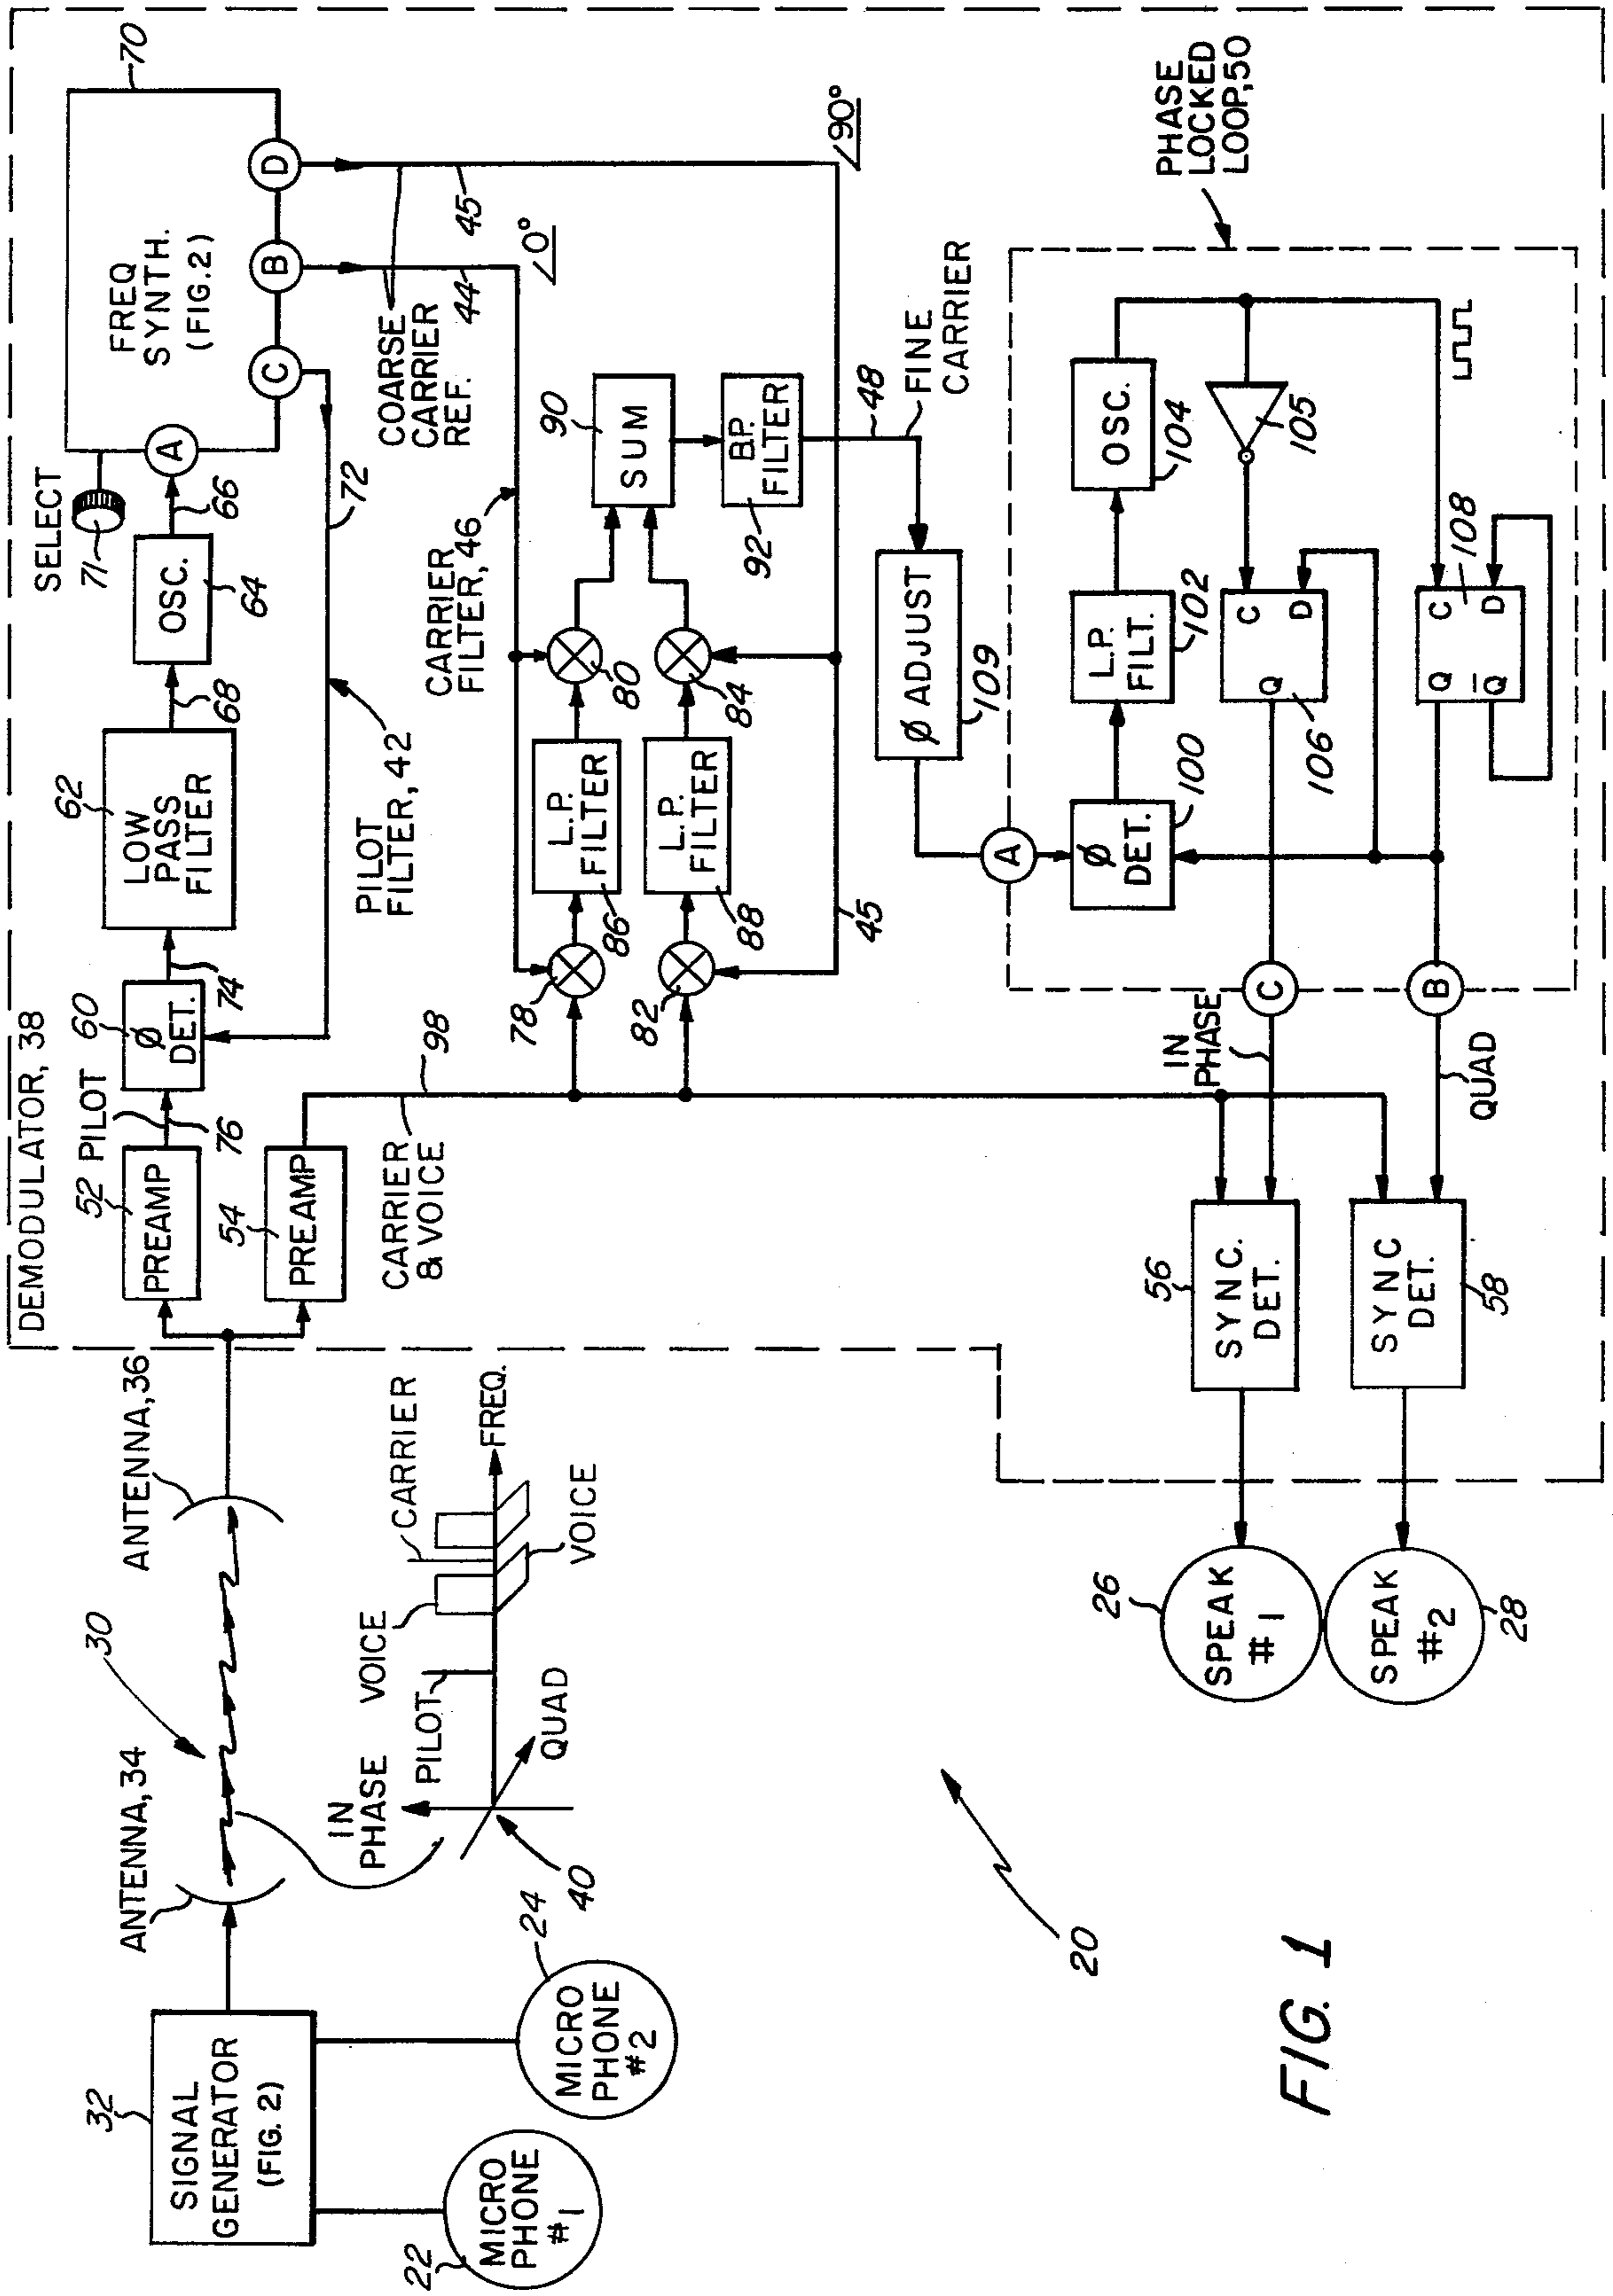 DEMODULATOR, 38
SIGNAL
GENERATOR
(FIG. 2)
32
MICRO
PHONE
#1
22
MICRO
PHONE
#2
24
ANTENNA, 34
30
ANTENNA, 36
IN
PHASE
PILOT
VOICE
CARRIER
FREQ.
VOICE
QUAD
40
52
PREAMP
PILOT
76
54
PREAMP
CARRIER
& VOICE
98
60
Ø
DET.
74
62
LOW
PASS
FILTER
68
OSC.
64
66
SELECT
71
A
FREQ
SYNTH.
(FIG. 2)
70
C
B
D
72
PILOT
FILTER, 42
COARSE
CARRIER
REF.
44
45
∠0°
∠90°
CARRIER
FILTER, 46
78
82
L.P.
FILTER
86
L.P.
FILTER
88
80
84
90
SUM
B.P.
FILTER
92
48
FINE
CARRIER
45
Ø ADJUST
109
PHASE
LOCKED
LOOP, 50
A
Ø
DET.
100
L.P.
FILT.
102
OSC.
104
105
C
D
Q
106
C
D
Q
Q̅
108
C
B
IN
PHASE
QUAD
56
SYNC.
DET.
SYNC
DET.
58
26
SPEAK
#1
SPEAK
#2
28
20
FIG. 1